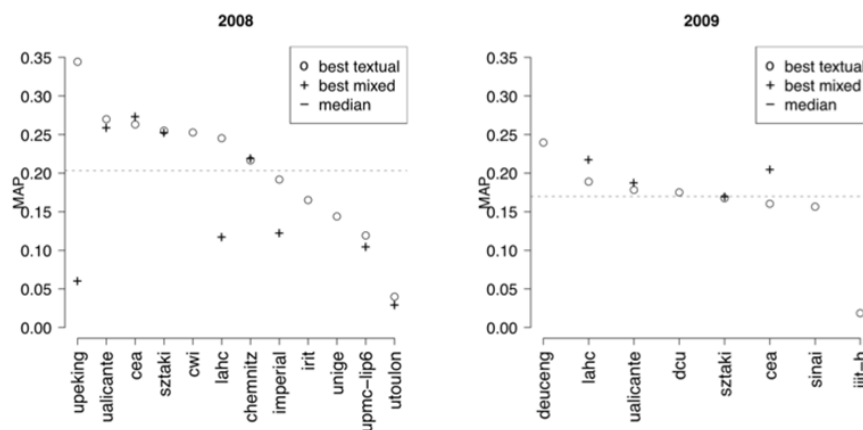 2008
MAP
0.35
0.30
0.25
0.20
0.15
0.10
0.05
0.00
best textual
best mixed
median
upeking
ualicante
cea
sztaki
cwi
lahc
chemnitz
imperial
irit
unige
upmc-lip6
utoulon
2009
MAP
0.35
0.30
0.25
0.20
0.15
0.10
0.05
0.00
best textual
best mixed
median
deuceng
lahc
ualicante
dcu
sztaki
cea
sinai